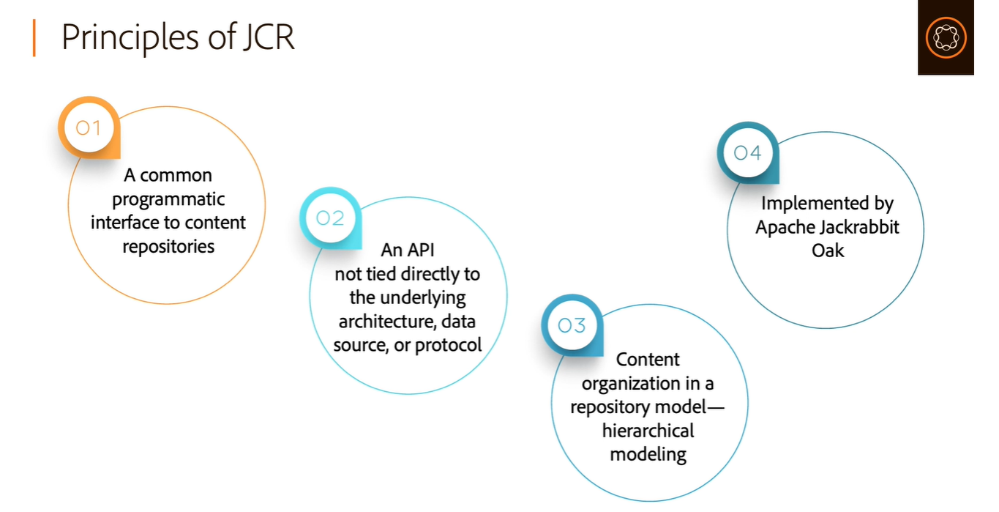 Principles of JCR
01
A common
programmatic
interface to content
repositories
02
An API
not tied directly to
the underlying
architecture, data
source, or protocol
03
Content
organization in a
repository model—
hierarchical
modeling
04
Implemented by
Apache Jackrabbit
Oak